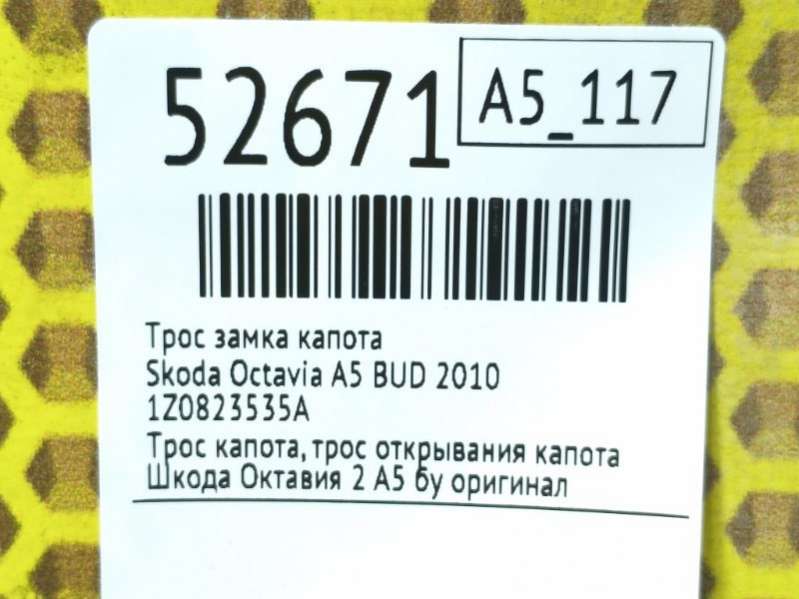 52671
A5_117
Трос замка капота
Skoda Octavia A5 BUD 2010
1Z0823535A
Трос капота, трос открывания капота
Шкода Октавия 2 А5 бу оригинал